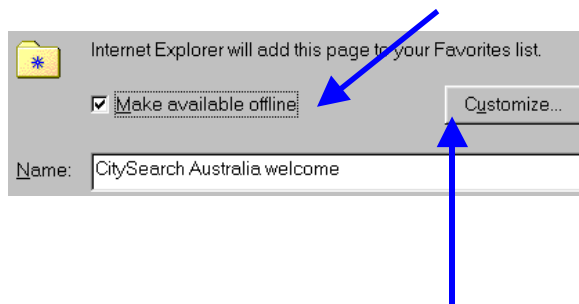 Internet Explorer will add this page to your Favorites list.
Make available offline
Customize...
Name: CitySearch Australia welcome